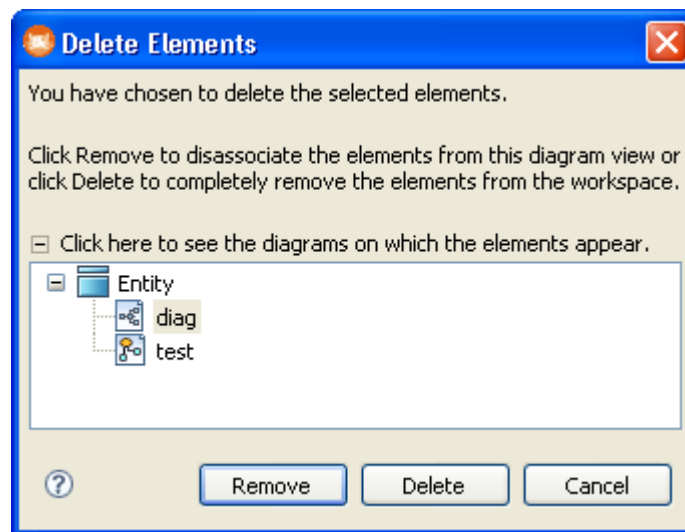 Delete Elements
You have chosen to delete the selected elements.
Click Remove to disassociate the elements from this diagram view or
click Delete to completely remove the elements from the workspace.
Click here to see the diagrams on which the elements appear.
Entity
diag
test
? Remove Delete Cancel